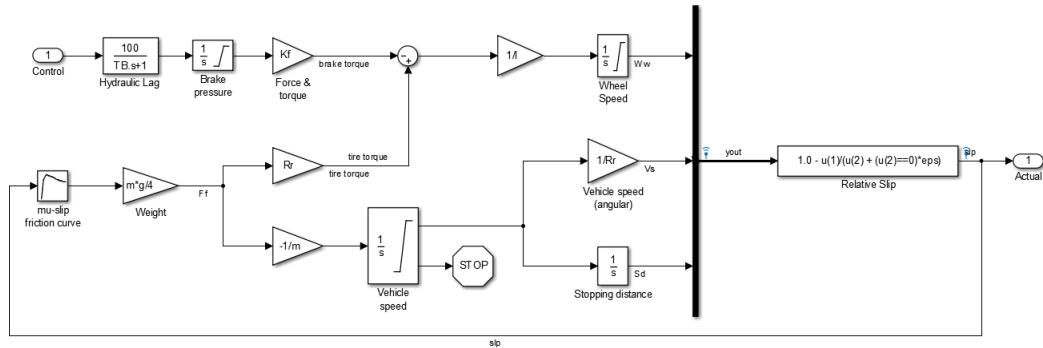 1
Control
100
TB.s+1
Hydraulic Lag
1
s
Brake
pressure
Kf
Force &
torque
brake torque
−
+
1/I
1
s
Wheel
Speed
Ww
tire torque
Rr
tire torque
1/Rr
Vs
Vehicle speed
(angular)
yout
1.0 - u(1)/(u(2) + (u(2)==0)*eps)
Relative Slip
slp
1
Actual
mu-slip
friction curve
m*g/4
Weight
Ff
-1/m
1
s
Vehicle
speed
STOP
1
s
Sd
Stopping distance
slp